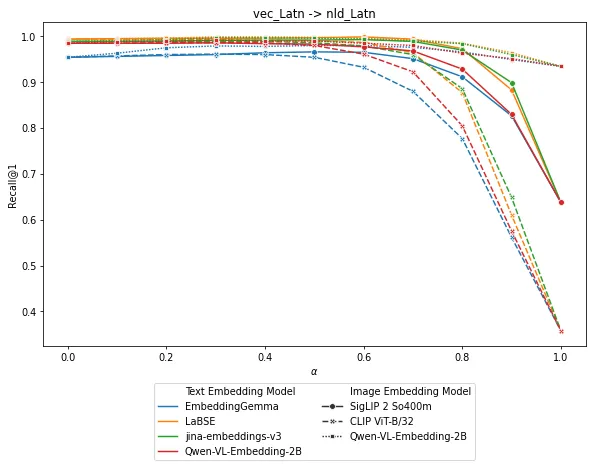 vec_Latn -> nld_Latn
1.0
0.9
0.8
0.7
0.6
0.5
0.4
Recall@1
0.0 0.2 0.4 0.6 0.8 1.0
α
Text Embedding Model Image Embedding Model
EmbeddingGemma SigLIP 2 So400m
LaBSE CLIP ViT-B/32
jina-embeddings-v3 Qwen-VL-Embedding-2B
Qwen-VL-Embedding-2B